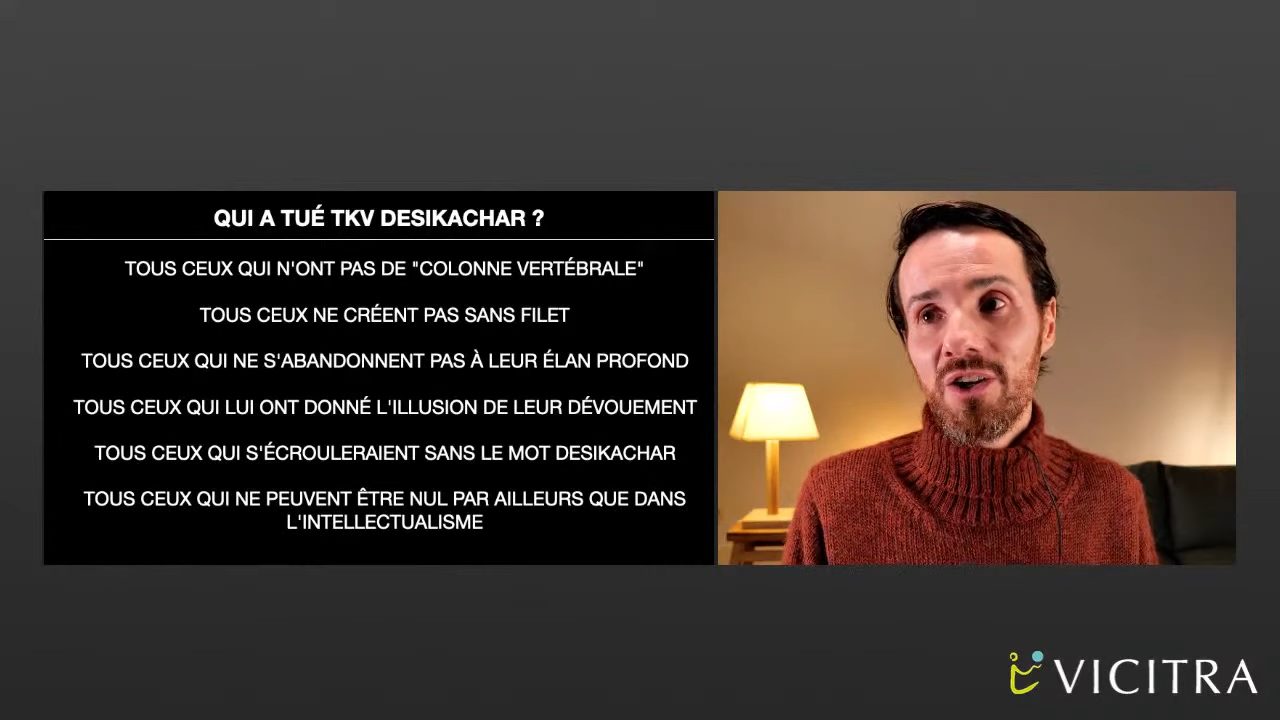 QUI A TUÉ TKV DESIKACHAR ?
TOUS CEUX QUI N'ONT PAS DE "COLONNE VERTÉBRALE"
TOUS CEUX NE CRÉENT PAS SANS FILET
TOUS CEUX QUI NE S'ABANDONNENT PAS À LEUR ÉLAN PROFOND
TOUS CEUX QUI LUI ONT DONNÉ L'ILLUSION DE LEUR DÉVOUEMENT
TOUS CEUX QUI S'ÉCROULERAIENT SANS LE MOT DESIKACHAR
TOUS CEUX QUI NE PEUVENT ÊTRE NUL PAR AILLEURS QUE DANS
L'INTELLECTUALISME
VICITRA